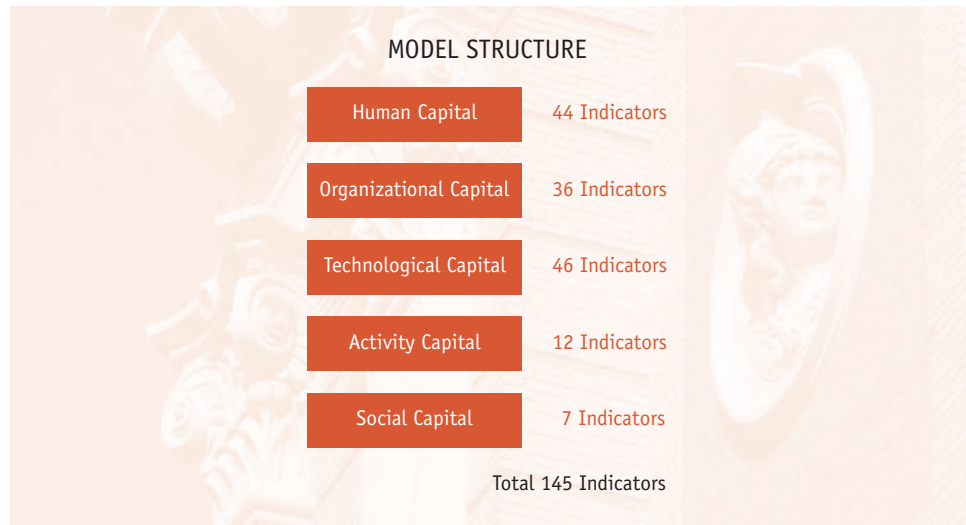 MODEL STRUCTURE
Human Capital 44 Indicators
Organizational Capital 36 Indicators
Technological Capital 46 Indicators
Activity Capital 12 Indicators
Social Capital 7 Indicators
Total 145 Indicators